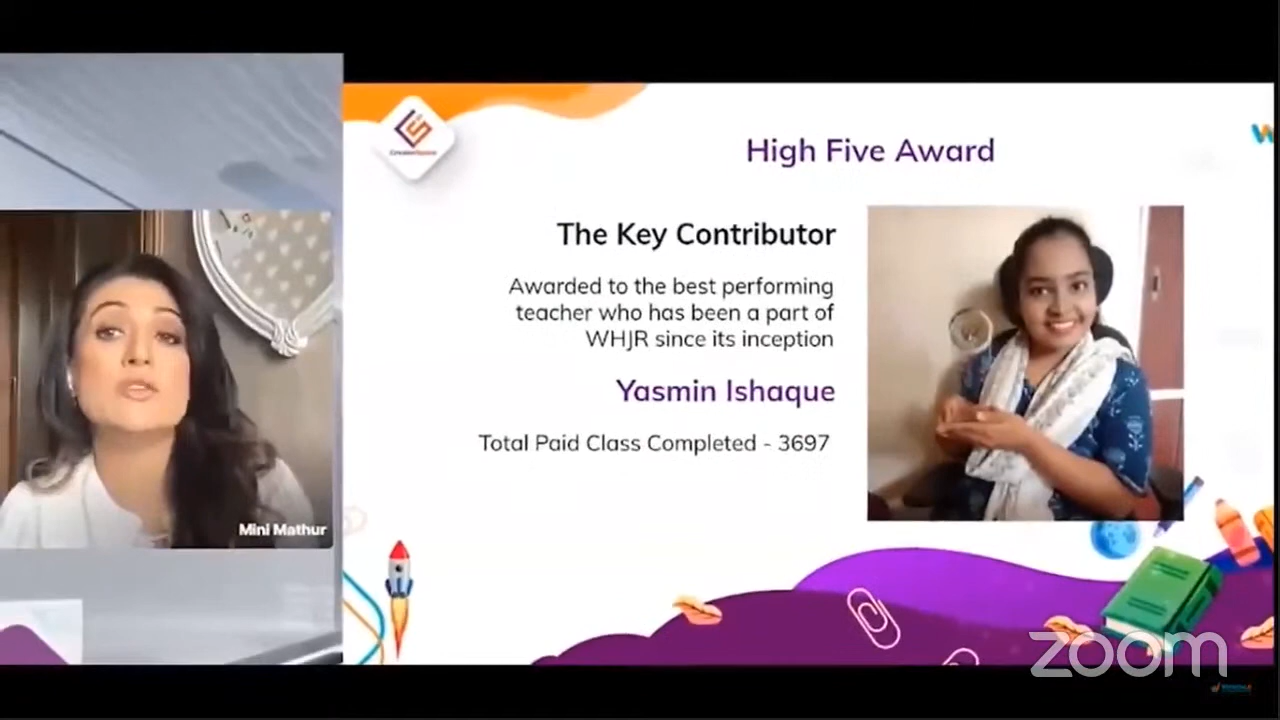 High Five Award
The Key Contributor
Awarded to the best performing
teacher who has been a part of
WHJR since its inception
Yasmin Ishaque
Total Paid Class Completed - 3697
Mini Mathur
zoom